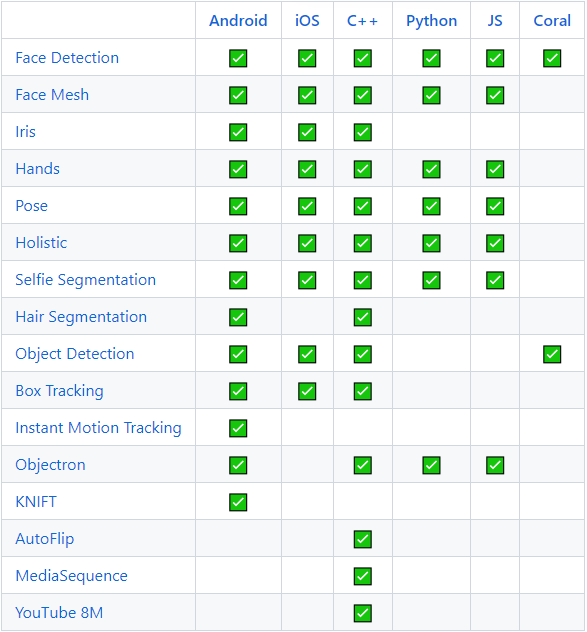 Android iOS C++ Python JS Coral
Face Detection ✅ ✅ ✅ ✅ ✅ ✅
Face Mesh ✅ ✅ ✅ ✅ ✅
Iris ✅ ✅ ✅
Hands ✅ ✅ ✅ ✅ ✅
Pose ✅ ✅ ✅ ✅ ✅
Holistic ✅ ✅ ✅ ✅ ✅
Selfie Segmentation ✅ ✅ ✅ ✅ ✅
Hair Segmentation ✅ ✅
Object Detection ✅ ✅ ✅ ✅
Box Tracking ✅ ✅ ✅
Instant Motion Tracking ✅
Objectron ✅ ✅ ✅ ✅
KNIFT ✅
AutoFlip ✅
MediaSequence ✅
YouTube 8M ✅